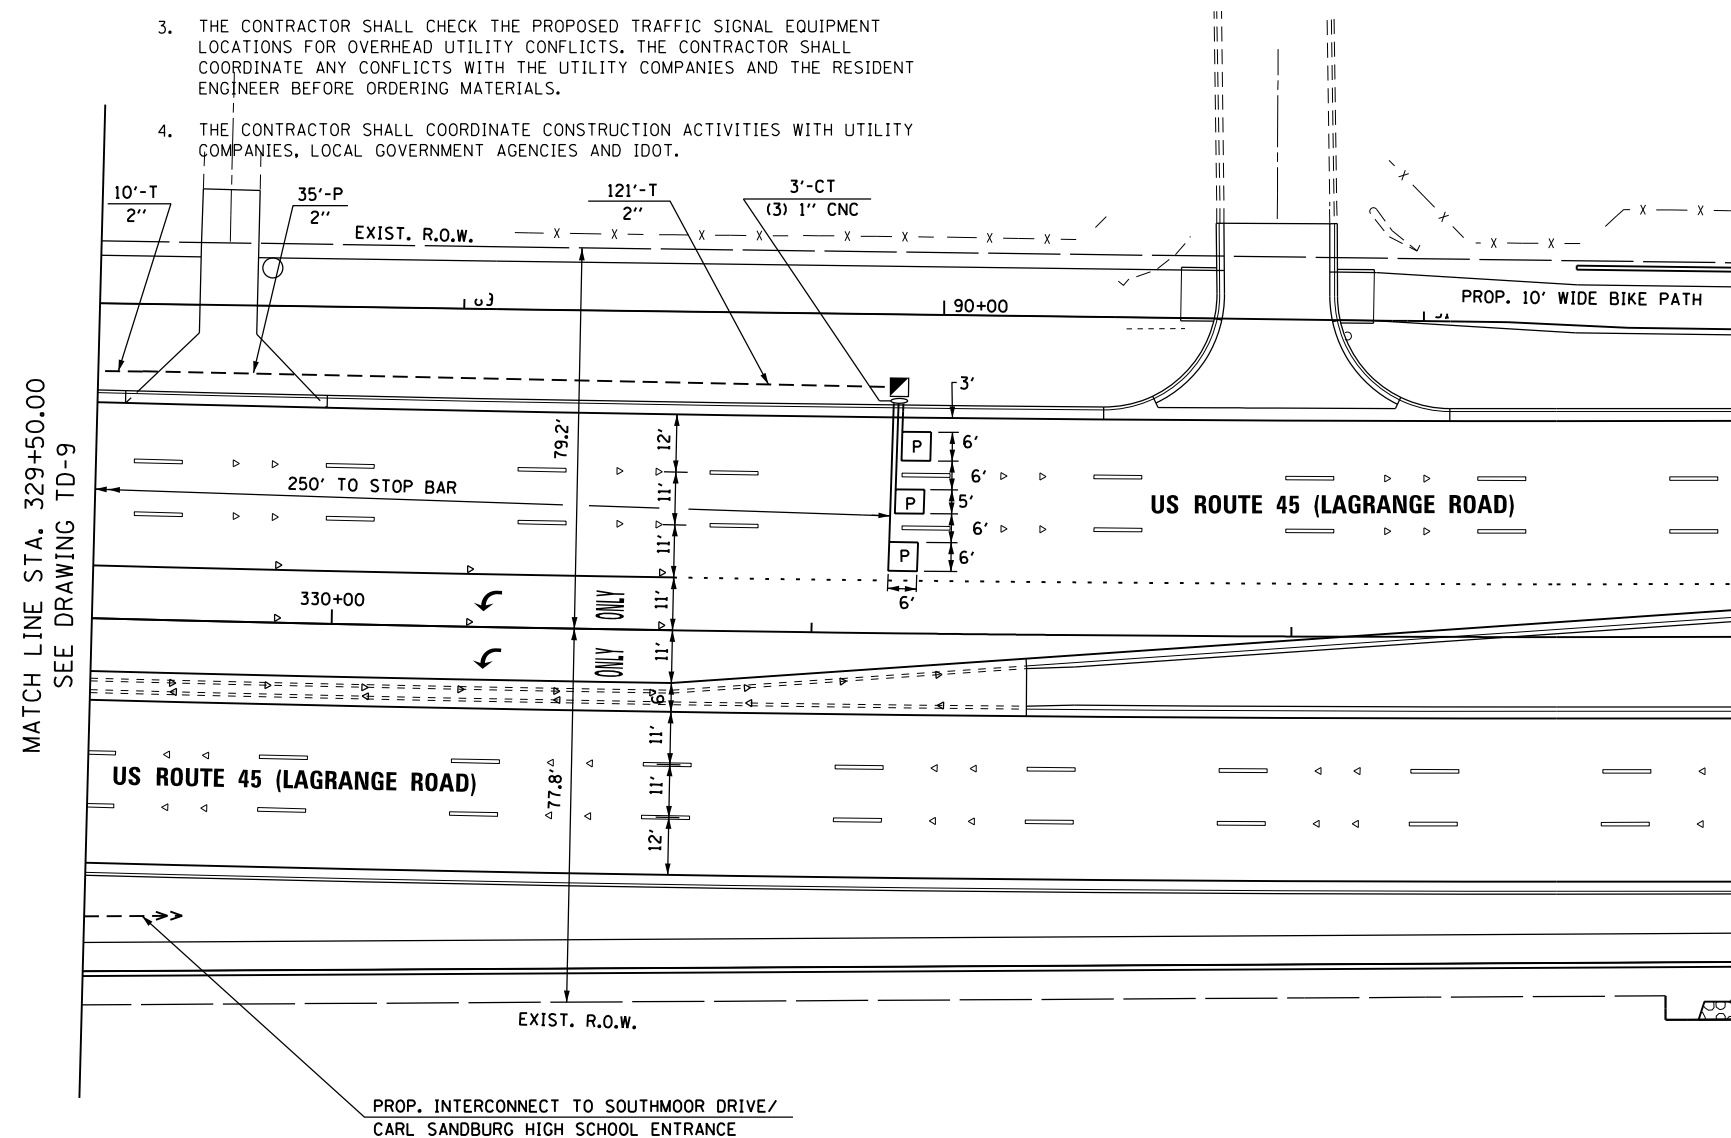 3. THE CONTRACTOR SHALL CHECK THE PROPOSED TRAFFIC SIGNAL EQUIPMENT
LOCATIONS FOR OVERHEAD UTILITY CONFLICTS. THE CONTRACTOR SHALL
COORDINATE ANY CONFLICTS WITH THE UTILITY COMPANIES AND THE RESIDENT
ENGINEER BEFORE ORDERING MATERIALS.
4. THE CONTRACTOR SHALL COORDINATE CONSTRUCTION ACTIVITIES WITH UTILITY
COMPANIES, LOCAL GOVERNMENT AGENCIES AND IDOT.
10'-T
2''
35'-P
2''
121'-T
2''
3'-CT
(3) 1'' CNC
EXIST. R.O.W.
90+00
PROP. 10' WIDE BIKE PATH
MATCH LINE STA. 329+50.00
SEE DRAWING TD-9
79.2'
12'
11'
11'
11'
11'
6'
11'
11'
12'
77.8'
3'
6'
6'
5'
6'
6'
6'
P
P
P
250' TO STOP BAR
US ROUTE 45 (LAGRANGE ROAD)
330+00
ONLY
ONLY
US ROUTE 45 (LAGRANGE ROAD)
EXIST. R.O.W.
PROP. INTERCONNECT TO SOUTHMOOR DRIVE/
CARL SANDBURG HIGH SCHOOL ENTRANCE